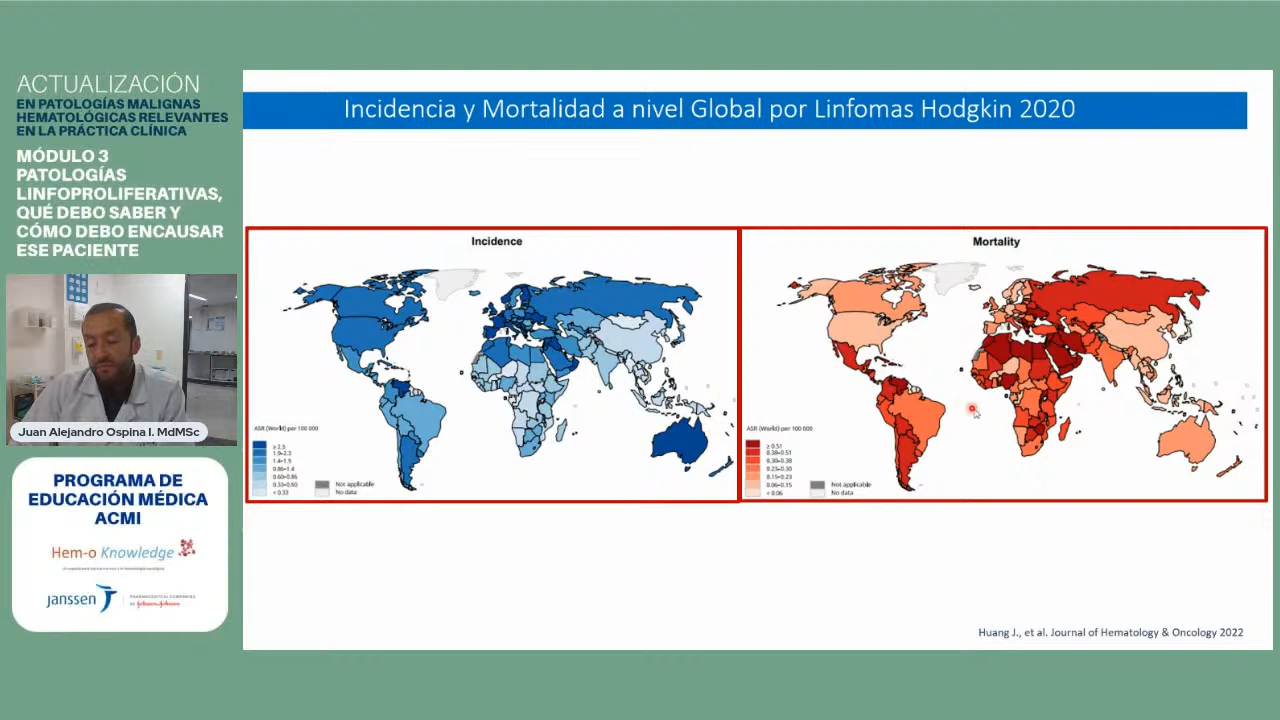 ACTUALIZACIÓN
EN PATOLOGÍAS MALIGNAS
HEMATOLÓGICAS RELEVANTES
EN LA PRÁCTICA CLÍNICA
MÓDULO 3
PATOLOGÍAS
LINFOPROLIFERATIVAS,
QUÉ DEBO SABER Y
CÓMO DEBO ENCAUSAR
ESE PACIENTE
Juan Alejandro Ospina I. MdMSc
PROGRAMA DE
EDUCACIÓN MÉDICA
ACMI
Hem-o Knowledge
janssen
PHARMACEUTICAL COMPANIES
OF Johnson & Johnson
Incidencia y Mortalidad a nivel Global por Linfomas Hodgkin 2020
Incidence
ASR (World) per 100 000
≥ 2.3
1.9–2.3
1.4–1.9
0.86–1.4
0.60–0.86
0.33–0.60
< 0.33
Not applicable
No data
Mortality
ASR (World) per 100 000
≥ 0.51
0.38–0.51
0.30–0.38
0.23–0.30
0.15–0.23
0.06–0.15
< 0.06
Not applicable
No data
Huang J., et al. Journal of Hematology & Oncology 2022